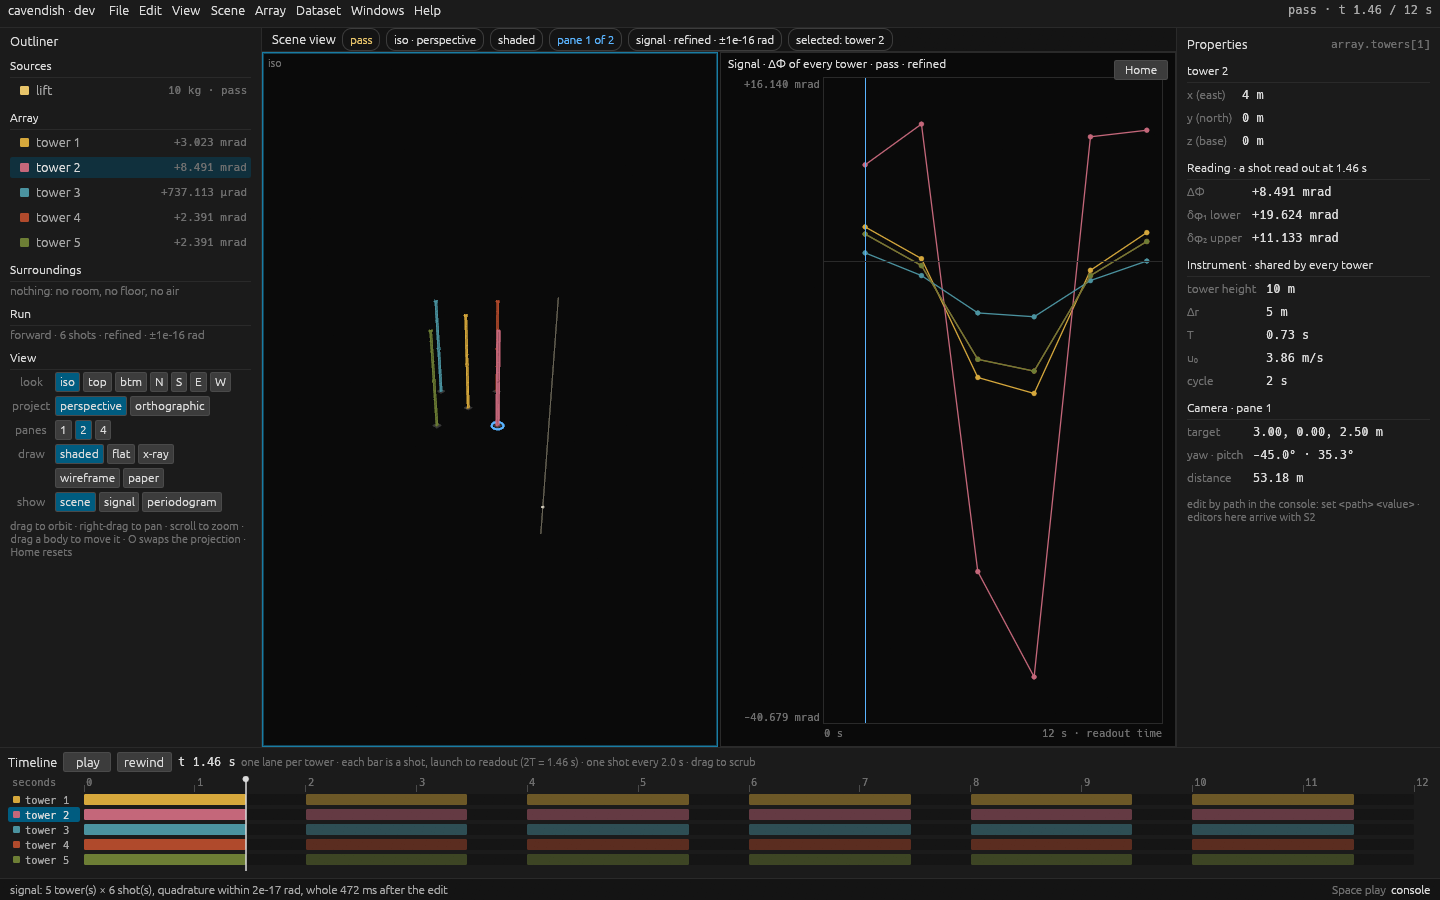 cavendish · dev File Edit View Scene Array Dataset Windows Help
pass · t 1.46 / 12 s
Outliner
Sources
lift 10 kg · pass
Array
tower 1 +3.023 mrad
tower 2 +8.491 mrad
tower 3 +737.113 µrad
tower 4 +2.391 mrad
tower 5 +2.391 mrad
Surroundings
nothing: no room, no floor, no air
Run
forward · 6 shots · refined · ±1e-16 rad
View
look iso top btm N S E W
project perspective orthographic
panes 1 2 4
draw shaded flat x-ray
wireframe paper
show scene signal periodogram
drag to orbit · right-drag to pan · scroll to zoom ·
drag a body to move it · O swaps the projection ·
Home resets
Scene view pass iso · perspective shaded pane 1 of 2 signal · refined · ±1e-16 rad selected: tower 2
iso
Signal · ΔΦ of every tower · pass · refined
Home
+16.140 mrad
-40.679 mrad
0 s 12 s · readout time
Properties array.towers[1]
tower 2
x (east) 4 m
y (north) 0 m
z (base) 0 m
Reading · a shot read out at 1.46 s
ΔΦ +8.491 mrad
δφ₁ lower +19.624 mrad
δφ₂ upper +11.133 mrad
Instrument · shared by every tower
tower height 10 m
Δr 5 m
T 0.73 s
u₀ 3.86 m/s
cycle 2 s
Camera · pane 1
target 3.00, 0.00, 2.50 m
yaw · pitch -45.0° · 35.3°
distance 53.18 m
edit by path in the console: set <path> <value> ·
editors here arrive with S2
Timeline play rewind t 1.46 s one lane per tower · each bar is a shot, launch to readout (2T = 1.46 s) · one shot every 2.0 s · drag to scrub
seconds 0 1 2 3 4 5 6 7 8 9 10 11 12
tower 1
tower 2
tower 3
tower 4
tower 5
signal: 5 tower(s) × 6 shot(s), quadrature within 2e-17 rad, whole 472 ms after the edit
Space play console